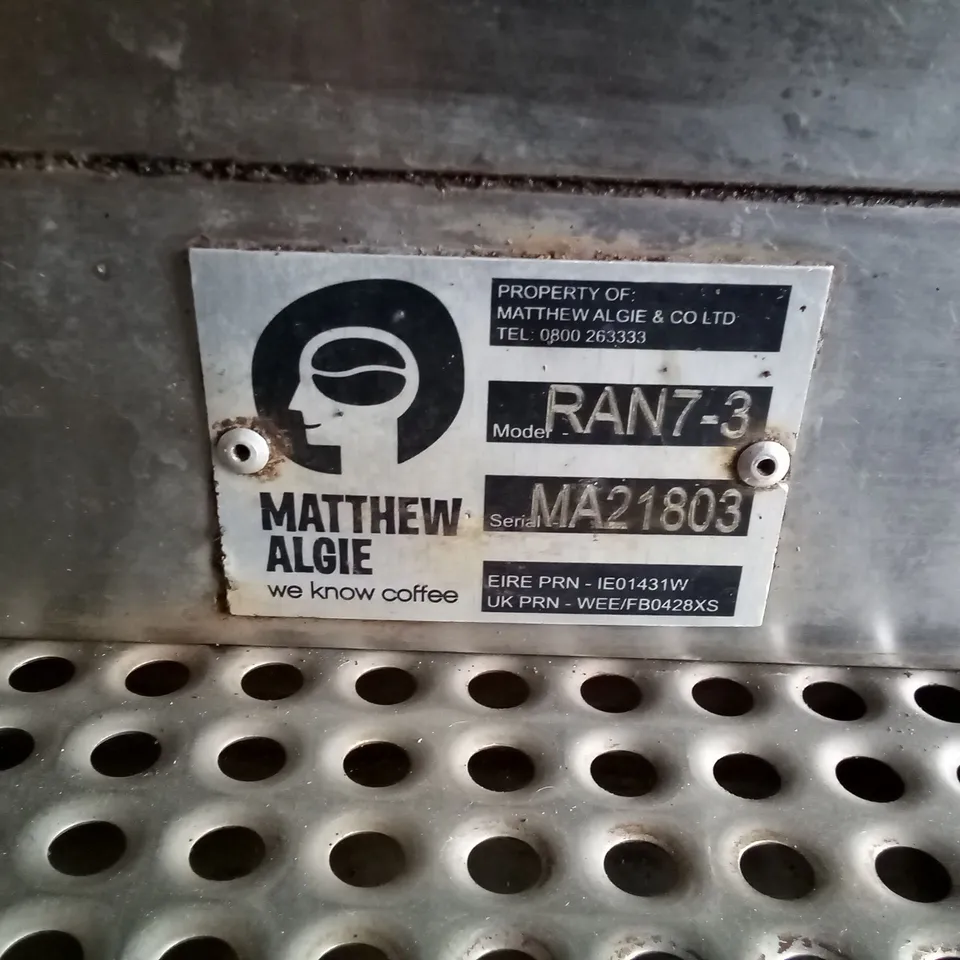 PROPERTY OF:
MATTHEW ALGIE & CO LTD
TEL: 0800 263333
Model - RAN7-3
Serial - MA21803
EIRE PRN - IE01431W
UK PRN - WEE/FB0428XS
MATTHEW
ALGIE
we know coffee